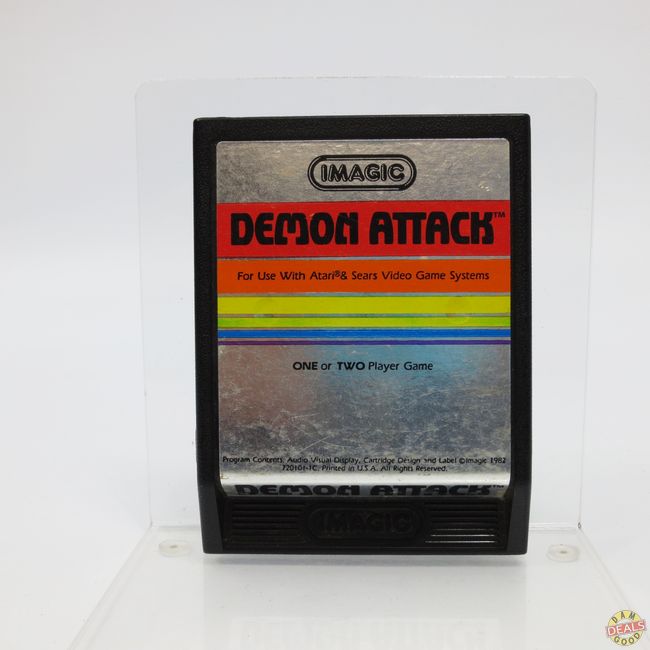 IMAGIC
DEMON ATTACK™
For Use With Atari® & Sears Video Game Systems
ONE or TWO Player Game
Program Contents, Audio Visual Display, Cartridge Design and Label ©Imagic 1982
720101-1C, Printed in U.S.A. All Rights Reserved.
DEMON ATTACK™
IMAGIC
DAM
DEALS
GOOD